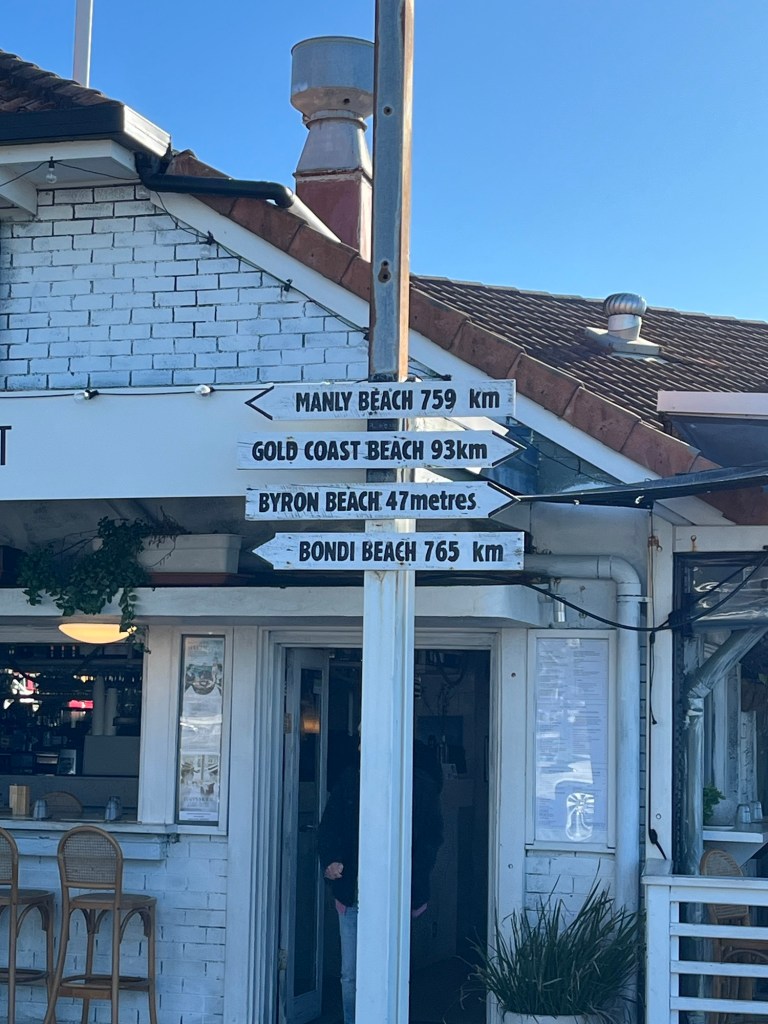 MANLY BEACH 759 km
GOLD COAST BEACH 93km
BYRON BEACH 47metres
BONDI BEACH 765 km
T